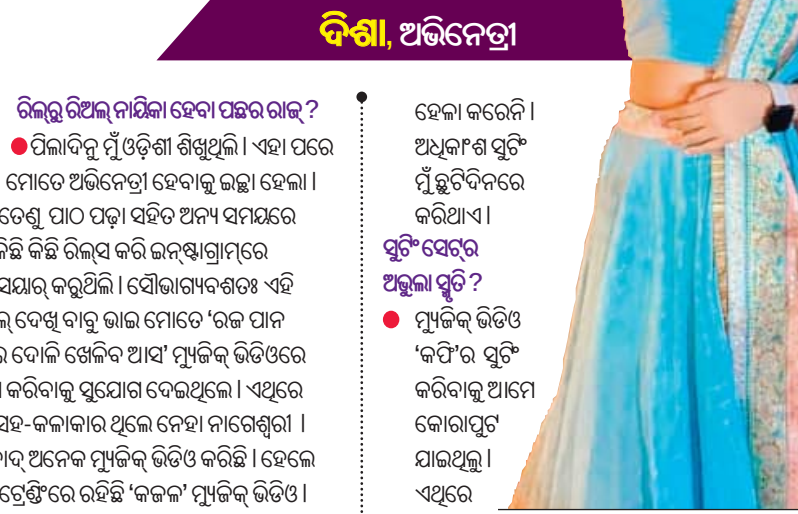 ଦିଶା, ଅଭିନେତ୍ରୀ
ରିଲ୍‌ରୁ ରିଅଲ୍ ନାୟିକା ହେବା ପଛର ରାଜ୍ ?
ପିଲାଦିନୁ ମୁଁ ଓଡ଼ିଶୀ ଶିଖୁଥିଲି । ଏହା ପରେ
ମୋତେ ଅଭିନେତ୍ରୀ ହେବାକୁ ଇଚ୍ଛା ହେଲା ।
ତେଣୁ ପାଠ ପଢ଼ା ସହିତ ଅନ୍ୟ ସମୟରେ
କିଛି କିଛି ରିଲ୍‌ସ କରି ଇନ୍‌ଷ୍ଟାଗ୍ରାମ୍‌ରେ
ସେୟାର୍ କରୁଥିଲି । ସୌଭାଗ୍ୟବଶତଃ ଏହି
ଦେଖି ବାବୁ ଭାଇ ମୋତେ ‘ରଜ ପାନ
ଦୋଳି ଖେଳିବ ଆସ’ ମ୍ୟୁଜିକ୍ ଭିଡିଓରେ
କରିବାକୁ ସୁଯୋଗ ଦେଇଥିଲେ । ଏଥିରେ
ସହ-କଳାକାର ଥିଲେ ନେହା ନାଗେଶ୍ୱରୀ ।
ଅନେକ ମ୍ୟୁଜିକ୍ ଭିଡିଓ କରିଛି । ହେଲେ
ଟ୍ରେଣ୍ଡିଂରେ ରହିଛି ‘କଜଳ’ ମ୍ୟୁଜିକ୍ ଭିଡିଓ ।
ହେଳା କରେନି ।
ଅଧିକାଂଶ ସୁଟିଂ
ମୁଁ ଛୁଟିଦିନରେ
କରିଥାଏ ।
ସୁଟିଂ ସେଟ୍‌ର
ଅଭୁଲା ସ୍ମୃତି ?
ମ୍ୟୁଜିକ୍ ଭିଡିଓ
‘କଫି’ର ସୁଟିଂ
କରିବାକୁ ଆମେ
କୋରାପୁଟ
ଯାଇଥିଲୁ ।
ଏଥିରେ